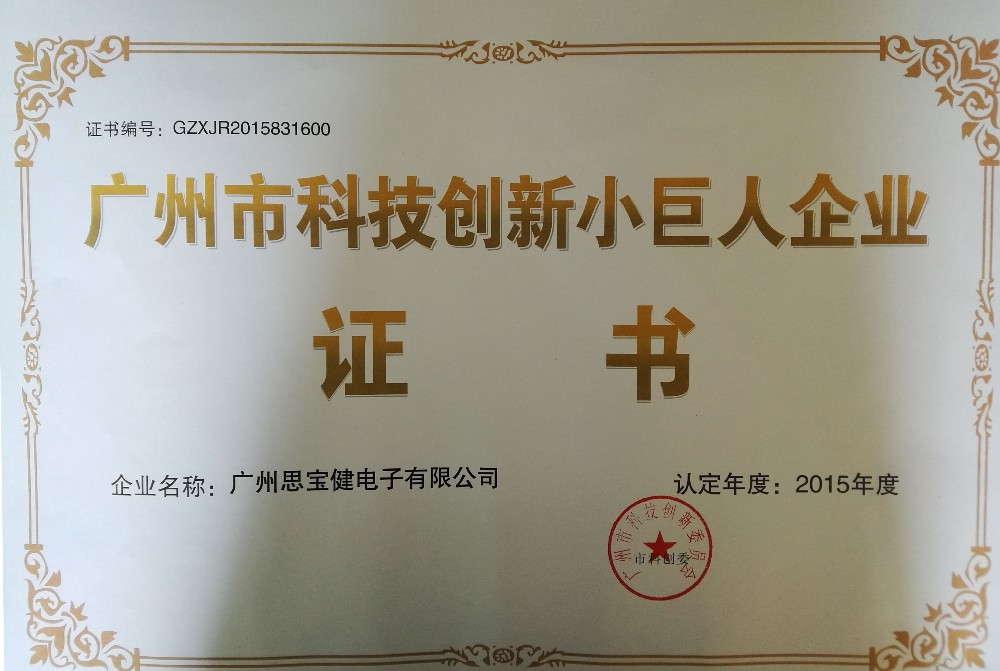 证书编号：GZXJR2015831600
广州市科技创新小巨人企业
证书
企业名称：广州思宝健电子有限公司
认定年度：2015年度
广州市科技创新委员会
市科创委